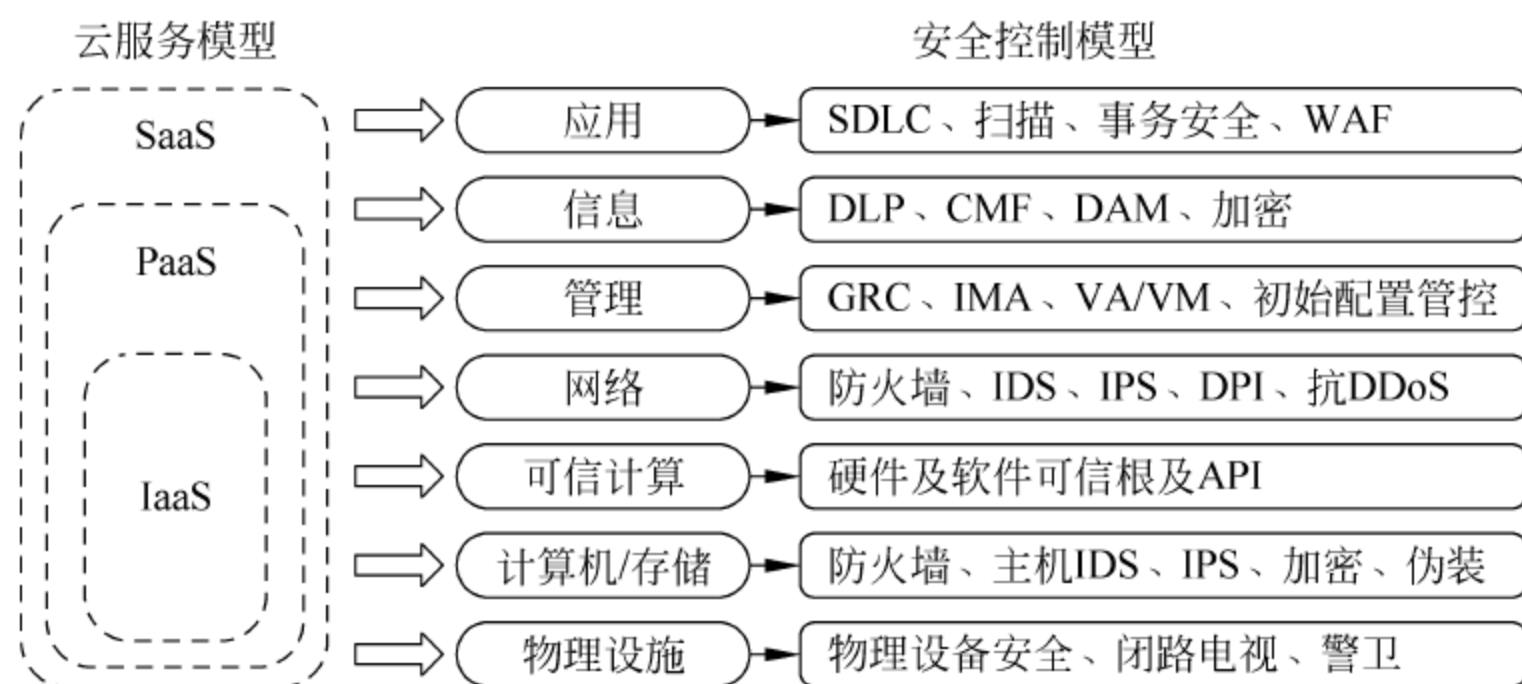 云服务模型
安全控制模型
SaaS
PaaS
IaaS
应用
SDLC、扫描、事务安全、WAF
信息
DLP、CMF、DAM、加密
管理
GRC、IMA、VA/VM、初始配置管控
网络
防火墙、IDS、IPS、DPI、抗DDoS
可信计算
硬件及软件可信根及API
计算机/存储
防火墙、主机IDS、IPS、加密、伪装
物理设施
物理设备安全、闭路电视、警卫